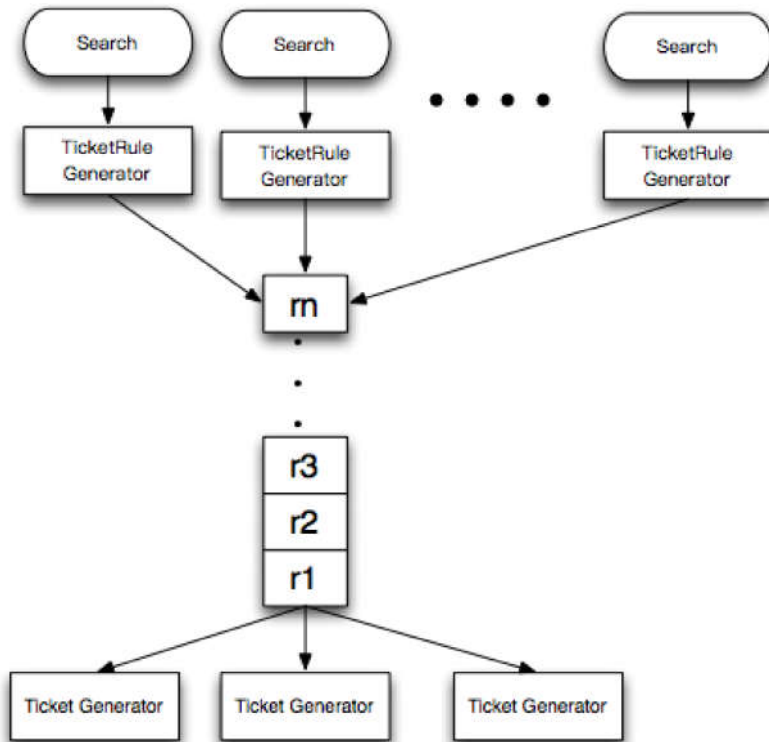 Search
Search
Search
TicketRule
Generator
TicketRule
Generator
TicketRule
Generator
rn
r3
r2
r1
Ticket Generator
Ticket Generator
Ticket Generator